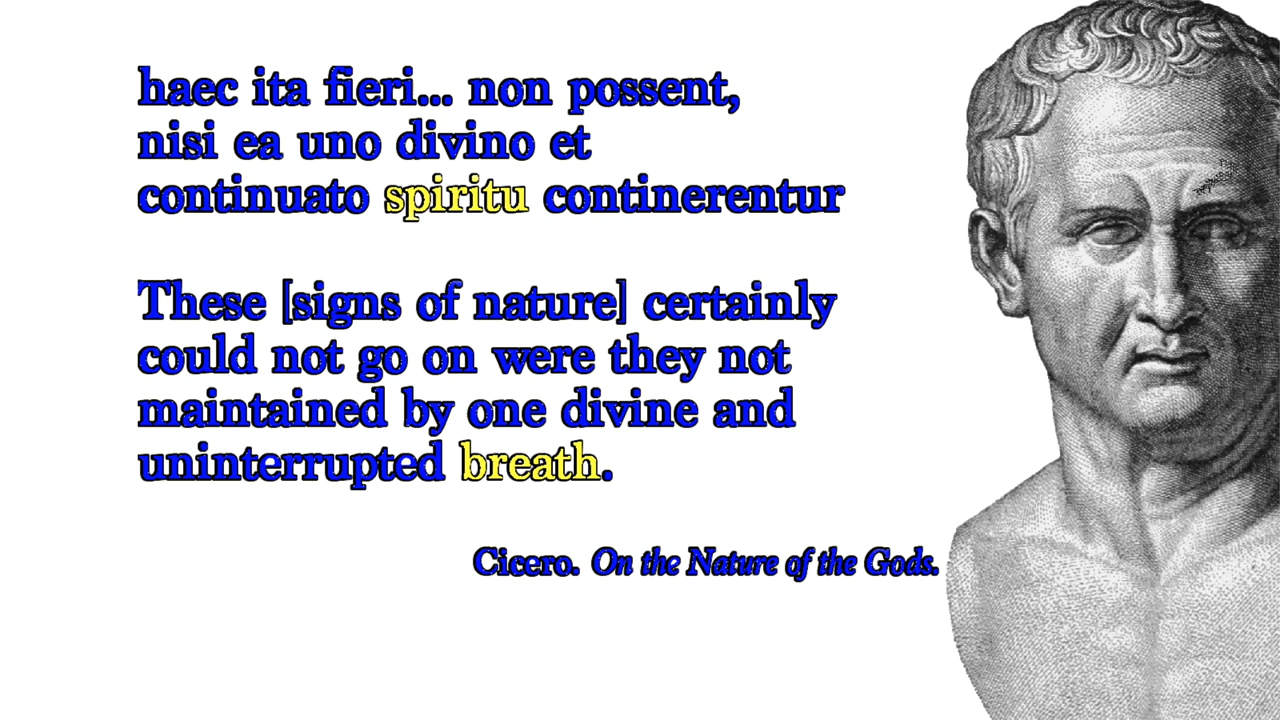 haec ita fieri... non possent,
nisi ea uno divino et
continuato spiritu continerentur
These [signs of nature] certainly
could not go on were they not
maintained by one divine and
uninterrupted breath.
Cicero. On the Nature of the Gods.